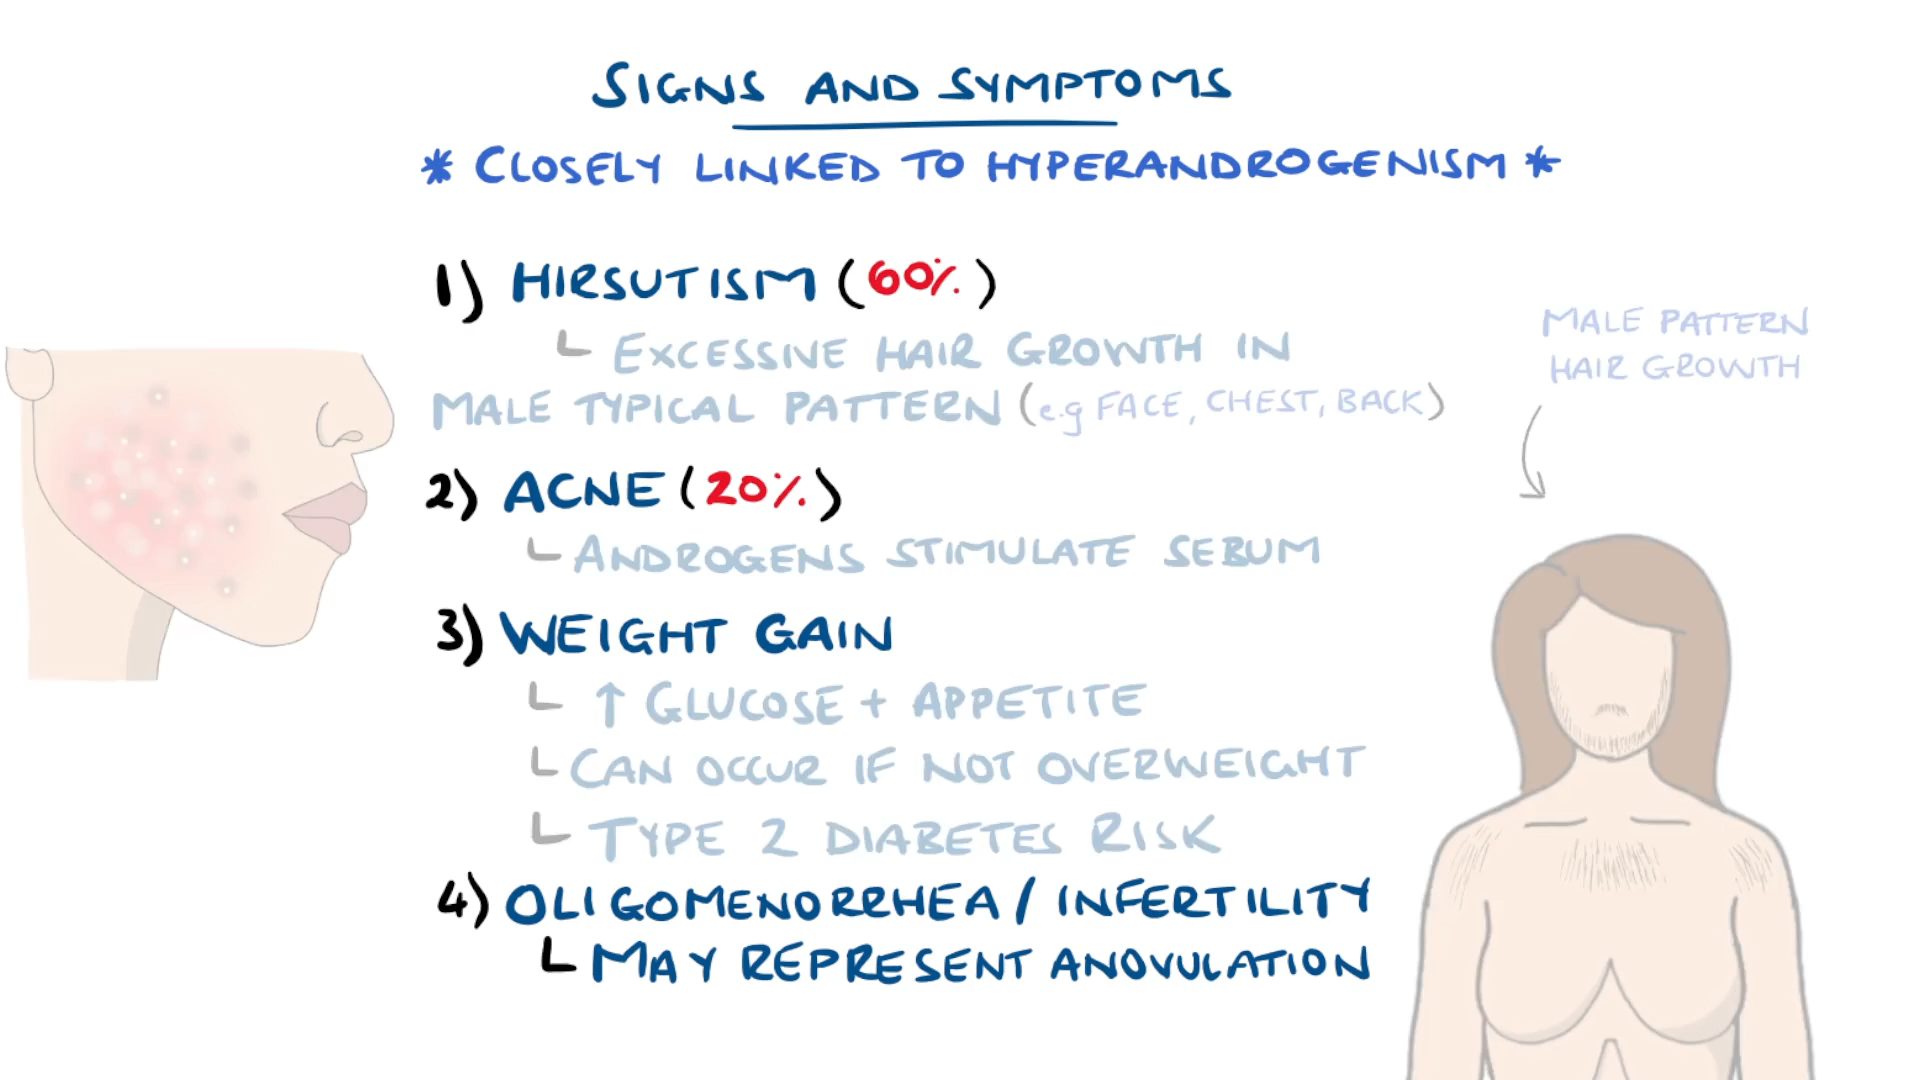 SIGNS AND SYMPTOMS
* CLOSELY LINKED TO HYPERANDROGENISM *
1) HIRSUTISM (60%)
EXCESSIVE HAIR GROWTH IN
MALE TYPICAL PATTERN (e.g FACE, CHEST, BACK)
MALE PATTERN
HAIR GROWTH
2) ACNE (20%)
ANDROGENS STIMULATE SEBUM
3) WEIGHT GAIN
↑ GLUCOSE + APPETITE
CAN OCCUR IF NOT OVERWEIGHT
TYPE 2 DIABETES RISK
4) OLIGOMENORRHEA / INFERTILITY
MAY REPRESENT ANOVULATION